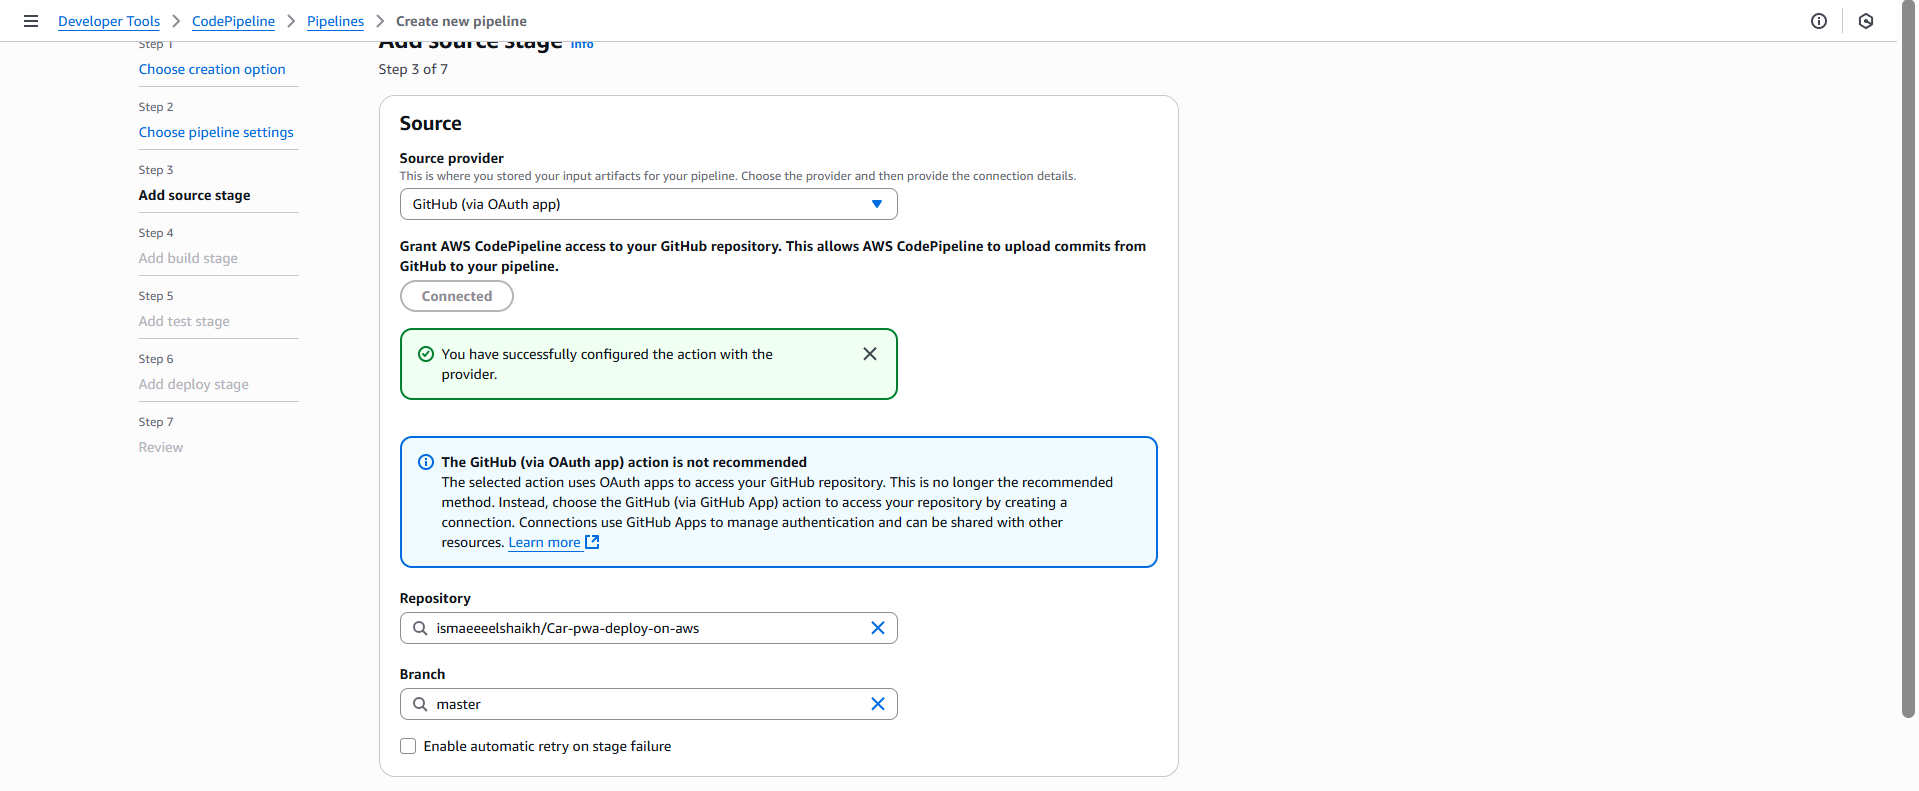 Developer Tools > CodePipeline > Pipelines > Create new pipeline
Step 1
Choose creation option
Step 2
Choose pipeline settings
Step 3
Add source stage
Step 4
Add build stage
Step 5
Add test stage
Step 6
Add deploy stage
Step 7
Review
Add source stage Info
Step 3 of 7
Source
Source provider
This is where you stored your input artifacts for your pipeline. Choose the provider and then provide the connection details.
GitHub (via OAuth app)
Grant AWS CodePipeline access to your GitHub repository. This allows AWS CodePipeline to upload commits from
GitHub to your pipeline.
Connected
You have successfully configured the action with the
provider.
The GitHub (via OAuth app) action is not recommended
The selected action uses OAuth apps to access your GitHub repository. This is no longer the recommended
method. Instead, choose the GitHub (via GitHub App) action to access your repository by creating a
connection. Connections use GitHub Apps to manage authentication and can be shared with other
resources. Learn more
Repository
ismaeeeelshaikh/Car-pwa-deploy-on-aws
Branch
master
Enable automatic retry on stage failure